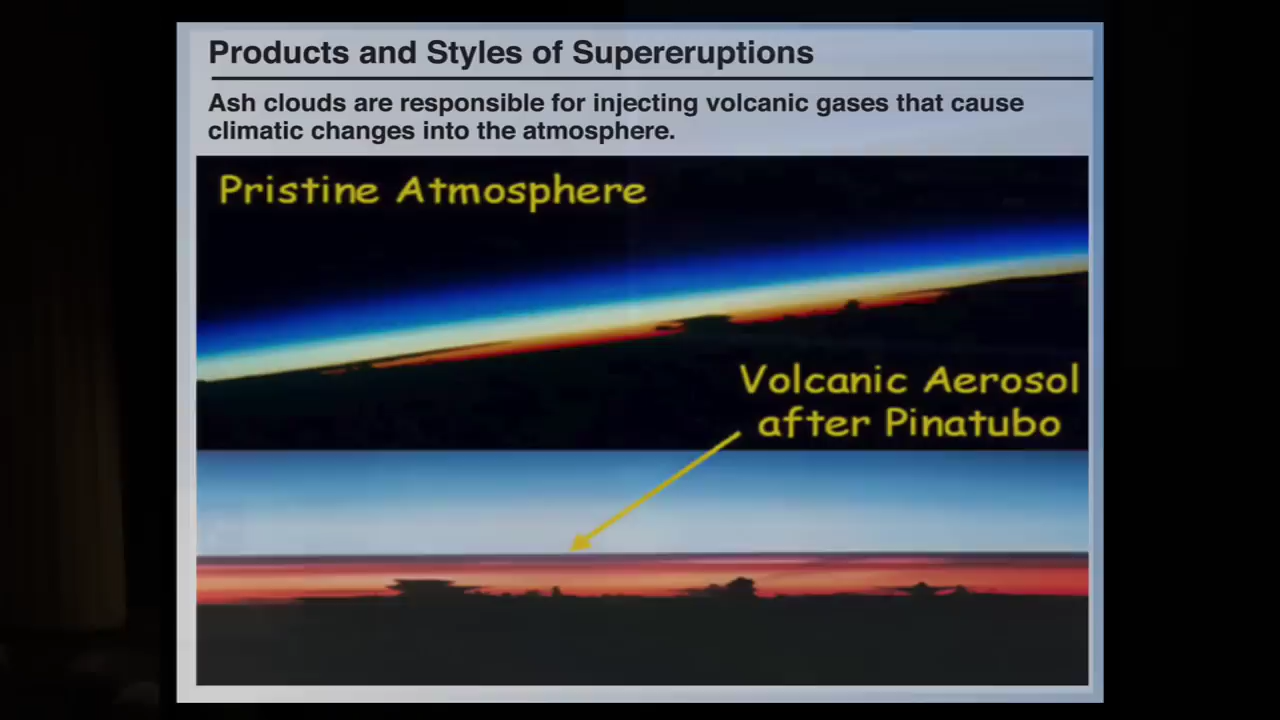 Products and Styles of Supereruptions
Ash clouds are responsible for injecting volcanic gases that cause
climatic changes into the atmosphere.
Pristine Atmosphere
Volcanic Aerosol
after Pinatubo